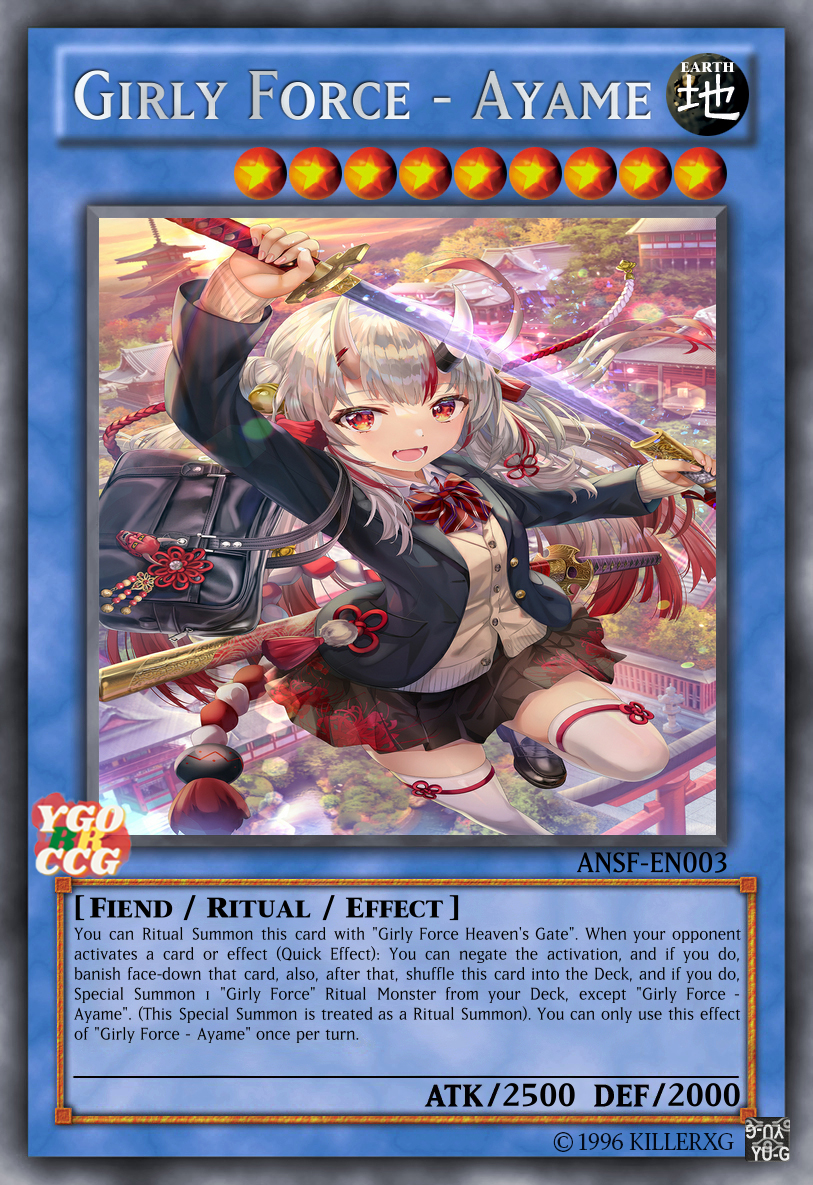 GIRLY FORCE - AYAME
EARTH
地
YGO
RR
CCG
ANSF-EN003
[ FIEND / RITUAL / EFFECT ]
You can Ritual Summon this card with "Girly Force Heaven's Gate". When your opponent
activates a card or effect (Quick Effect): You can negate the activation, and if you do,
banish face-down that card, also, after that, shuffle this card into the Deck, and if you do,
Special Summon 1 "Girly Force" Ritual Monster from your Deck, except "Girly Force -
Ayame". (This Special Summon is treated as a Ritual Summon). You can only use this effect
of "Girly Force - Ayame" once per turn.
ATK/2500 DEF/2000
© 1996 KILLERXG